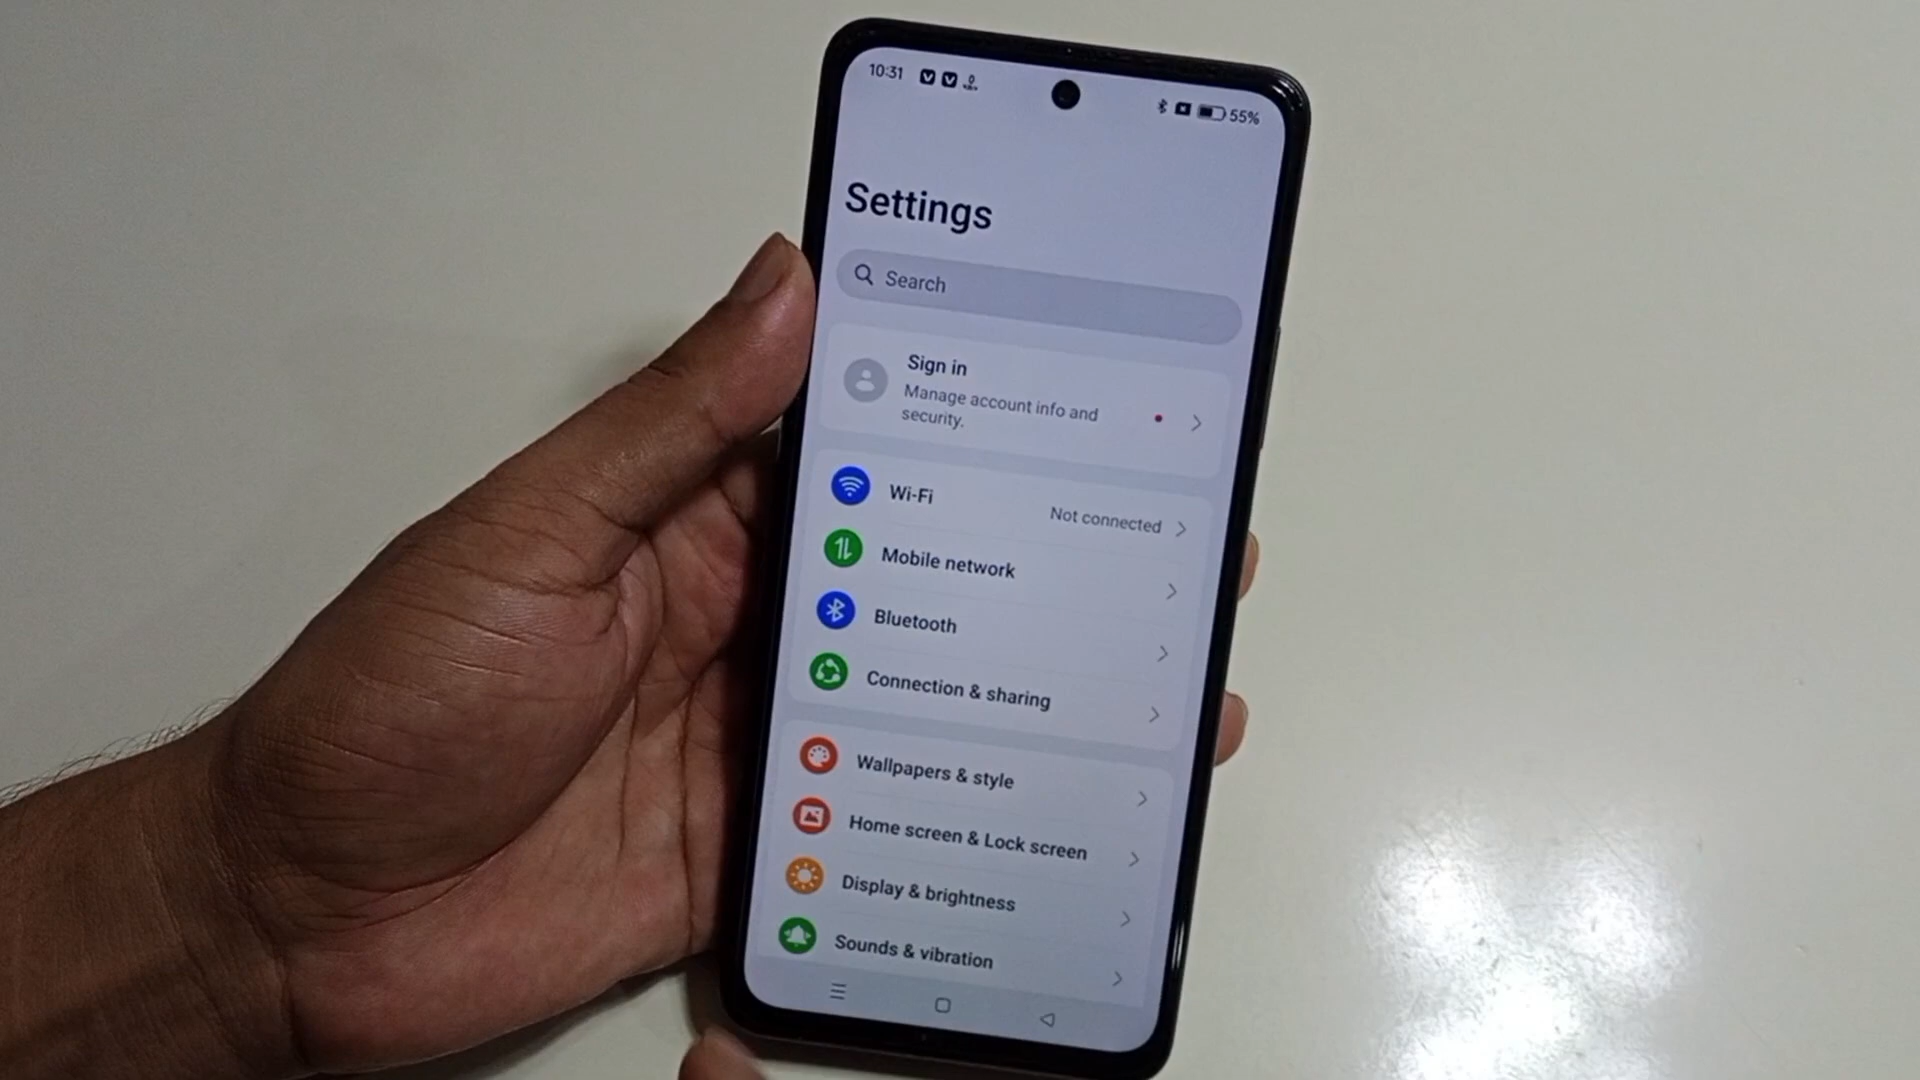 10:31
55%
Settings
Search
Sign in
Manage account info and
security.
Wi-Fi
Not connected
Mobile network
Bluetooth
Connection & sharing
Wallpapers & style
Home screen & Lock screen
Display & brightness
Sounds & vibration